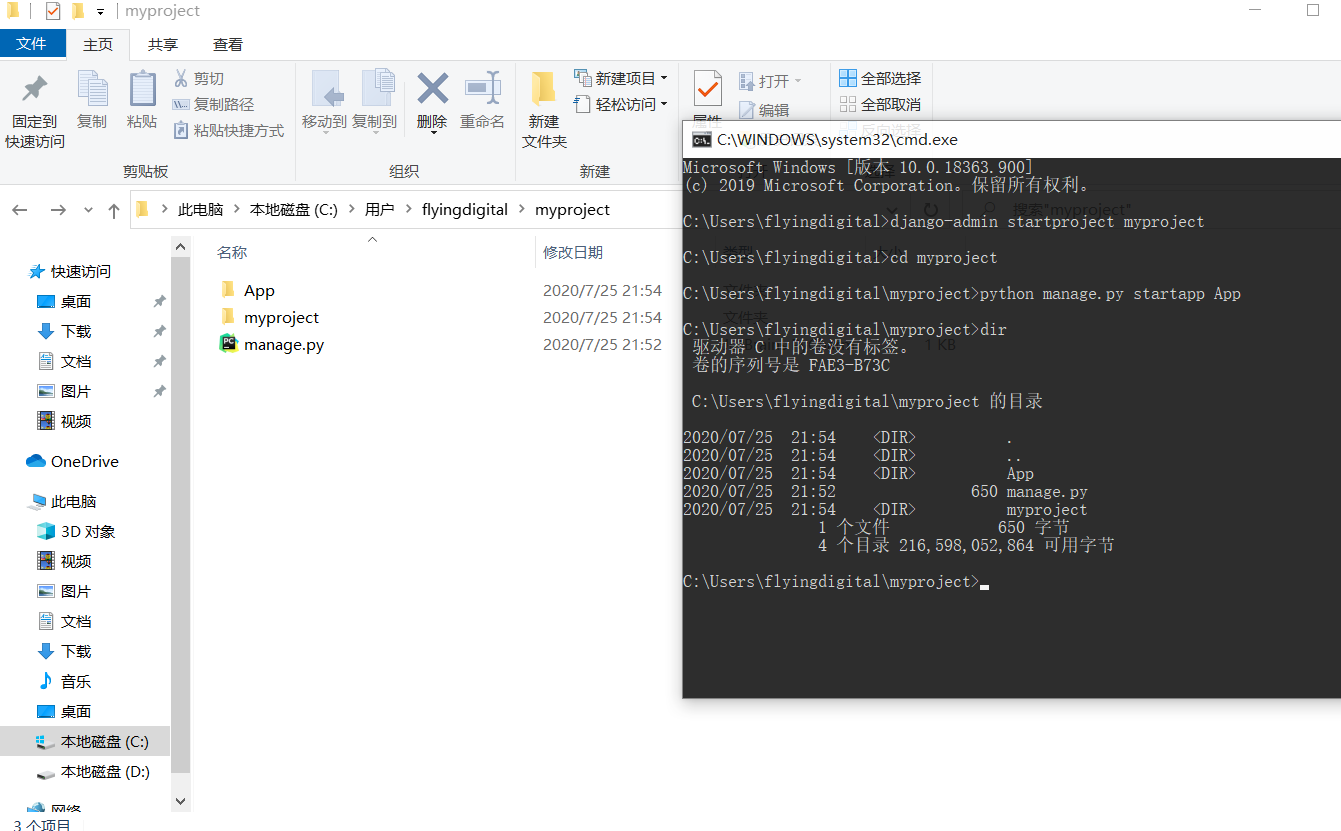 myproject
文件 主页 共享 查看
固定到
快速访问
复制
粘贴
剪切
复制路径
粘贴快捷方式
剪贴板
移动到
复制到
删除
重命名
组织
新建
文件夹
新建项目
轻松访问
新建
属性
打开
编辑
全部选择
全部取消
反向选择
此电脑 本地磁盘 (C:) 用户 flyingdigital myproject
搜索"myproject"
名称 修改日期
App 2020/7/25 21:54
myproject 2020/7/25 21:54
manage.py 2020/7/25 21:52
文件夹
1 KB
快速访问
桌面
下载
文档
图片
视频
OneDrive
此电脑
3D 对象
视频
图片
文档
下载
音乐
桌面
本地磁盘 (C:)
本地磁盘 (D:)
网络
3 个项目
C:\WINDOWS\system32\cmd.exe
Microsoft Windows [版本 10.0.18363.900]
(c) 2019 Microsoft Corporation。保留所有权利。
C:\Users\flyingdigital>django-admin startproject myproject
C:\Users\flyingdigital>cd myproject
C:\Users\flyingdigital\myproject>python manage.py startapp App
C:\Users\flyingdigital\myproject>dir
驱动器 C 中的卷没有标签。
卷的序列号是 FAE3-B73C
C:\Users\flyingdigital\myproject 的目录
2020/07/25 21:54 <DIR> .
2020/07/25 21:54 <DIR> ..
2020/07/25 21:54 <DIR> App
2020/07/25 21:52 650 manage.py
2020/07/25 21:54 <DIR> myproject
1 个文件 650 字节
4 个目录 216,598,052,864 可用字节
C:\Users\flyingdigital\myproject>